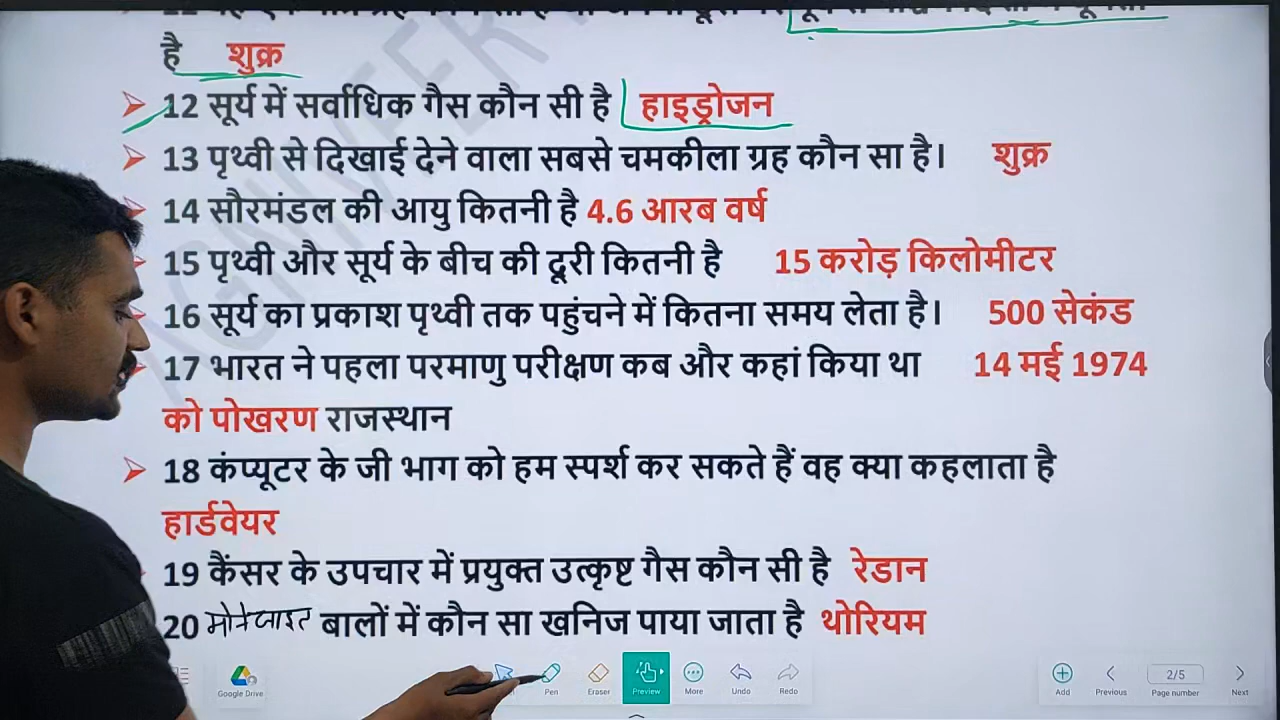 है शुक्र
12 सूर्य में सर्वाधिक गैस कौन सी है हाइड्रोजन
13 पृथ्वी से दिखाई देने वाला सबसे चमकीला ग्रह कौन सा है। शुक्र
14 सौरमंडल की आयु कितनी है 4.6 आरब वर्ष
15 पृथ्वी और सूर्य के बीच की दूरी कितनी है 15 करोड़ किलोमीटर
16 सूर्य का प्रकाश पृथ्वी तक पहुंचने में कितना समय लेता है। 500 सेकंड
17 भारत ने पहला परमाणु परीक्षण कब और कहां किया था 14 मई 1974
को पोखरण राजस्थान
18 कंप्यूटर के जी भाग को हम स्पर्श कर सकते हैं वह क्या कहलाता है
हार्डवेयर
19 कैंसर के उपचार में प्रयुक्त उत्कृष्ट गैस कौन सी है रेडान
20 बालों में कौन सा खनिज पाया जाता है थोरियम
Google Drive Pen Eraser Preview More Undo Redo Add Previous 2/5 Page number Next